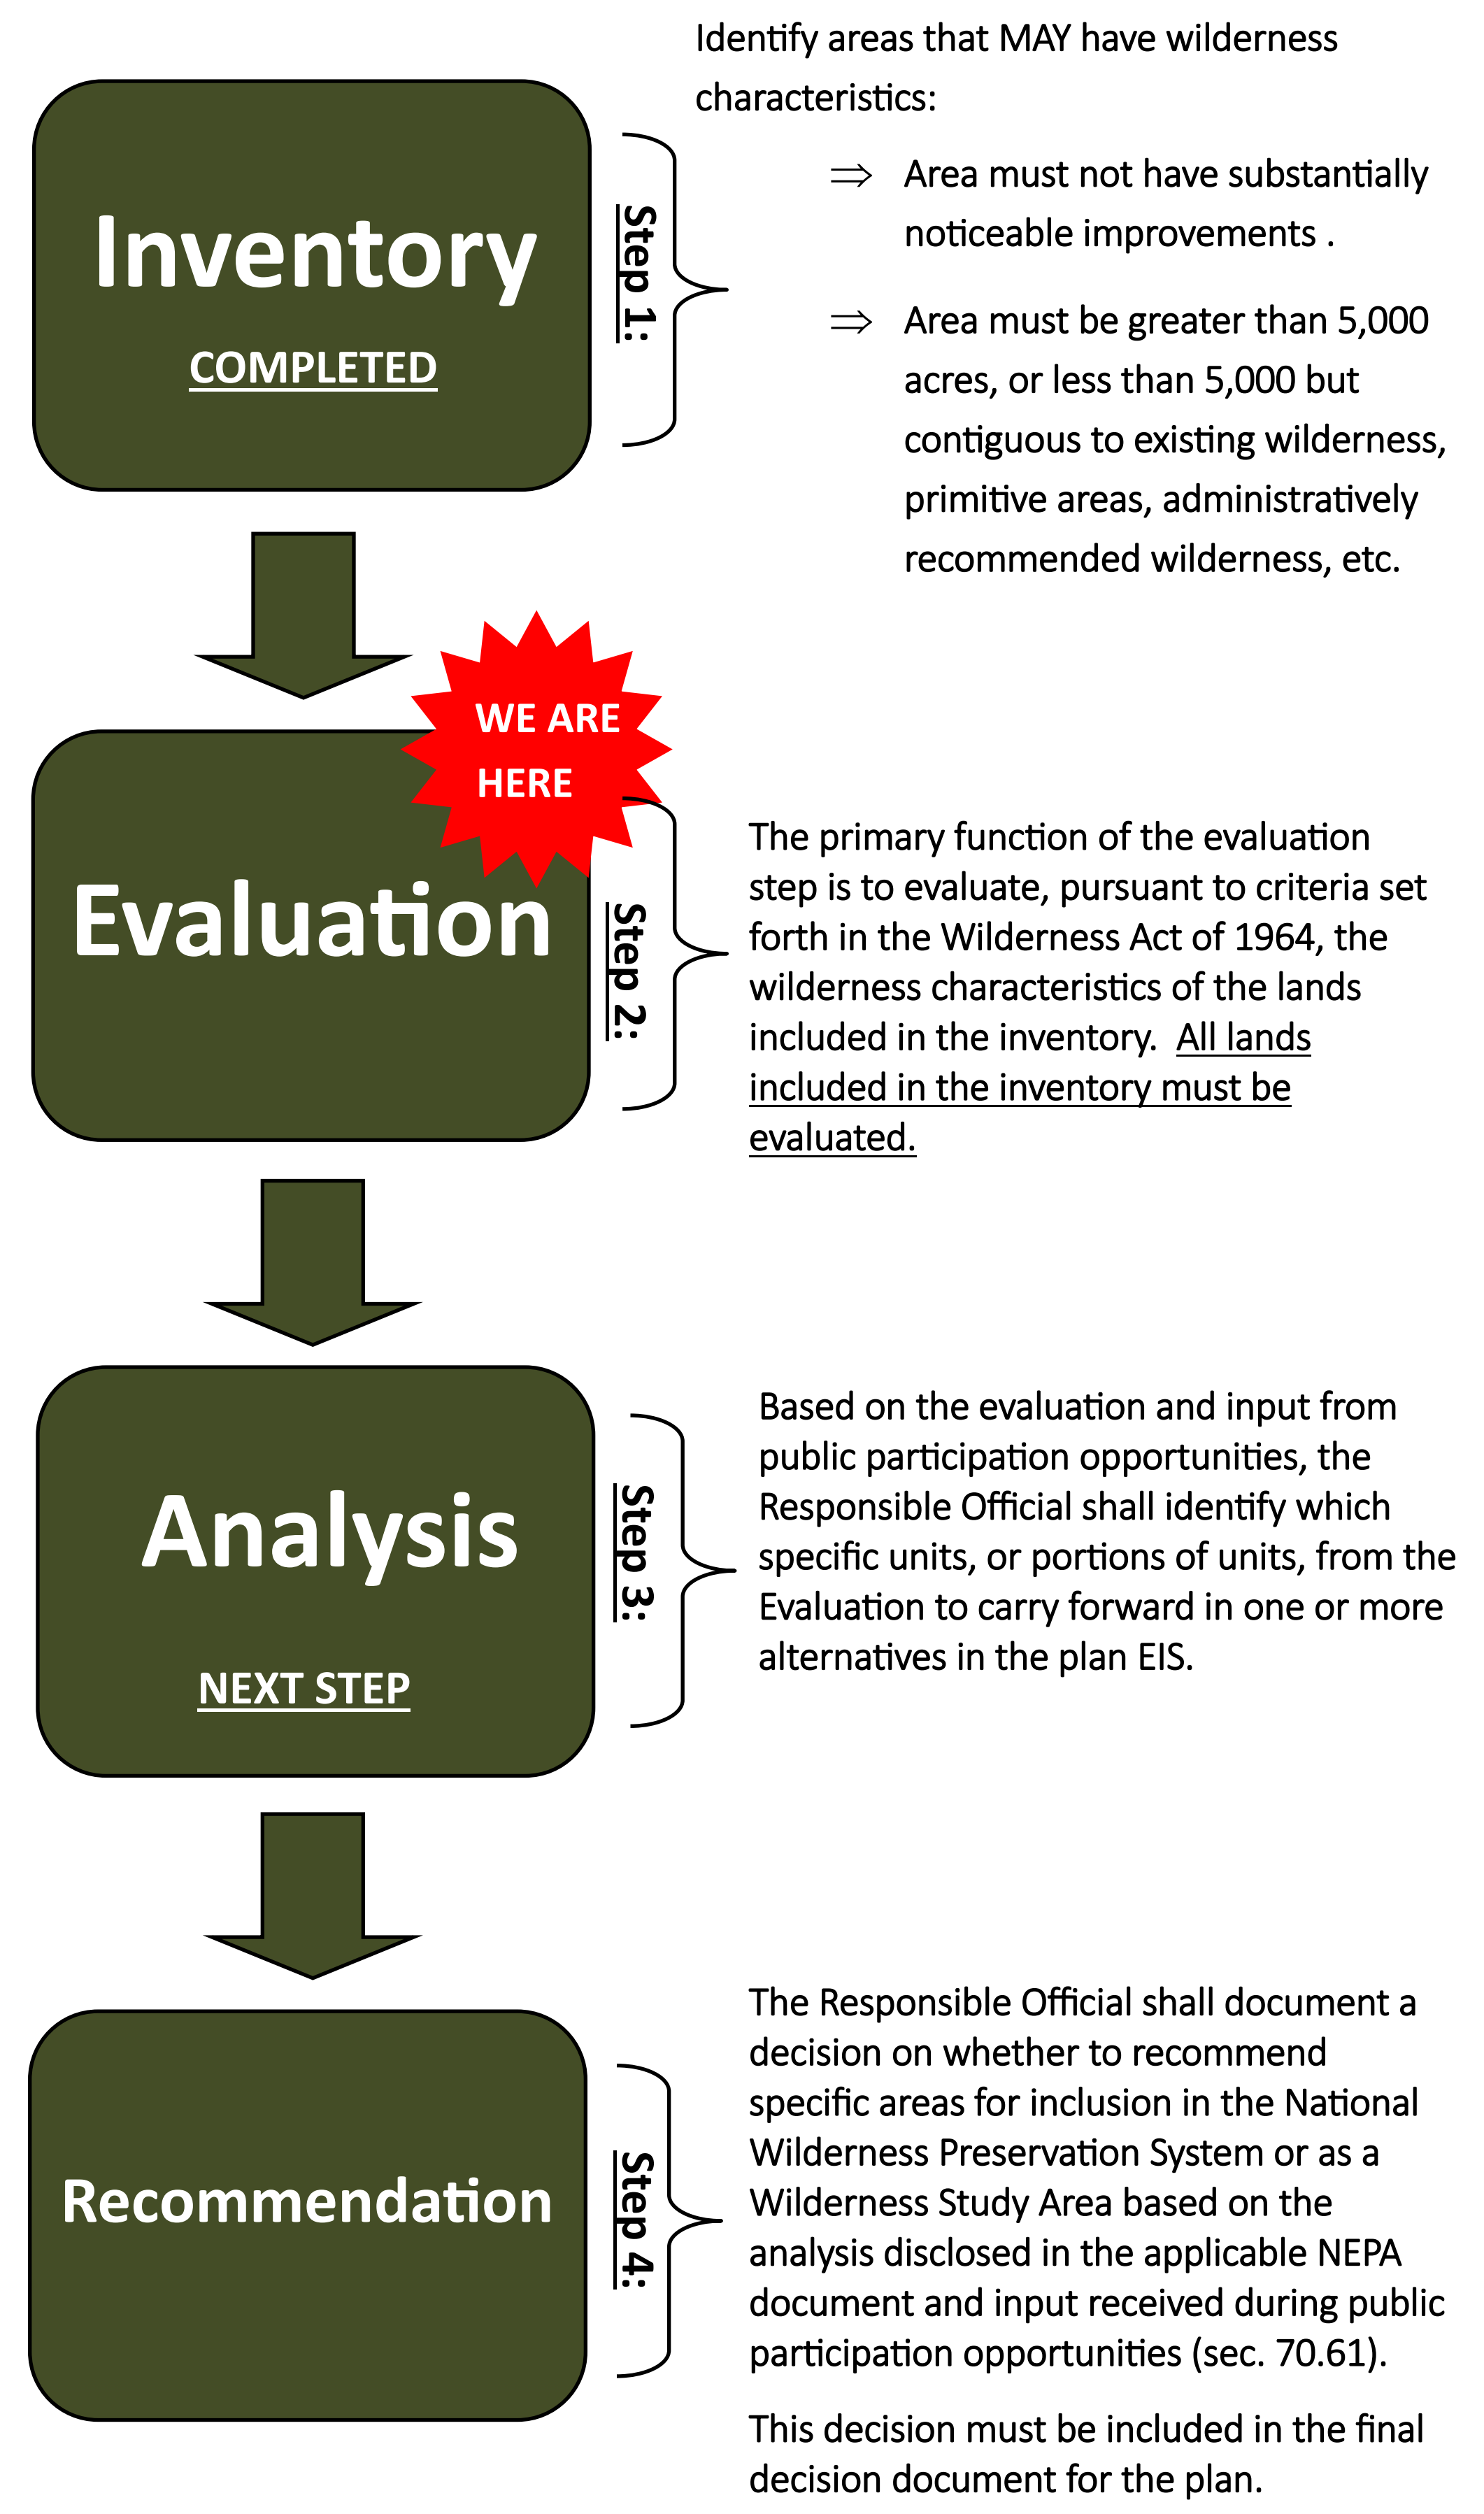 Identify areas that MAY have wilderness
characteristics:
Inventory
COMPLETED
Step 1:
⇒ Area must not have substantially
noticeable improvements .
⇒ Area must be greater than 5,000
acres, or less than 5,000 but
contiguous to existing wilderness,
primitive areas, administratively
recommended wilderness, etc.
WE ARE
HERE
Evaluation
Step 2:
The primary function of the evaluation
step is to evaluate, pursuant to criteria set
forth in the Wilderness Act of 1964, the
wilderness characteristics of the lands
included in the inventory.  All lands
included in the inventory must be
evaluated.
Analysis
NEXT STEP
Step 3:
Based on the evaluation and input from
public participation opportunities, the
Responsible Official shall identify which
specific units, or portions of units, from the
Evaluation to carry forward in one or more
alternatives in the plan EIS.
Recommendation
Step 4:
The Responsible Official shall document a
decision on whether to recommend
specific areas for inclusion in the National
Wilderness Preservation System or as a
Wilderness Study Area based on the
analysis disclosed in the applicable NEPA
document and input received during public
participation opportunities (sec. 70.61).
This decision must be included in the final
decision document for the plan.